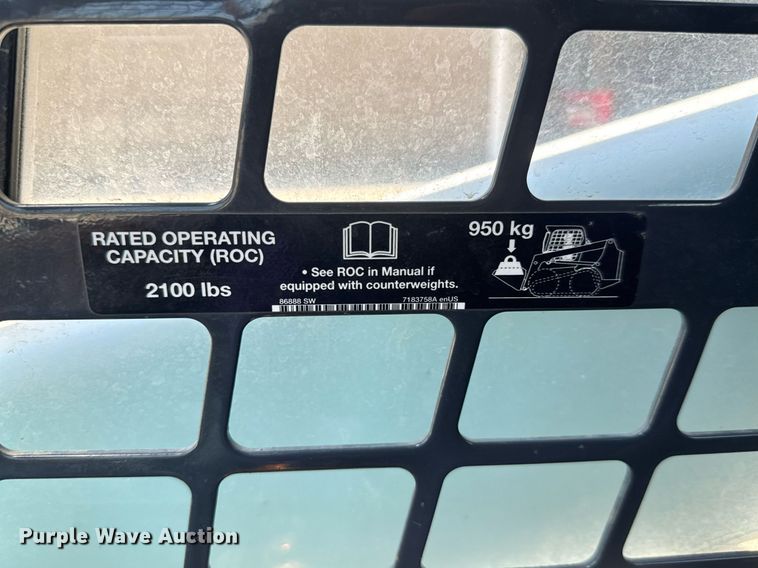 RATED OPERATING
CAPACITY (ROC)
2100 lbs
• See ROC in Manual if
equipped with counterweights.
86888 SW
7183758A enUS
950 kg
Purple Wave Auction®